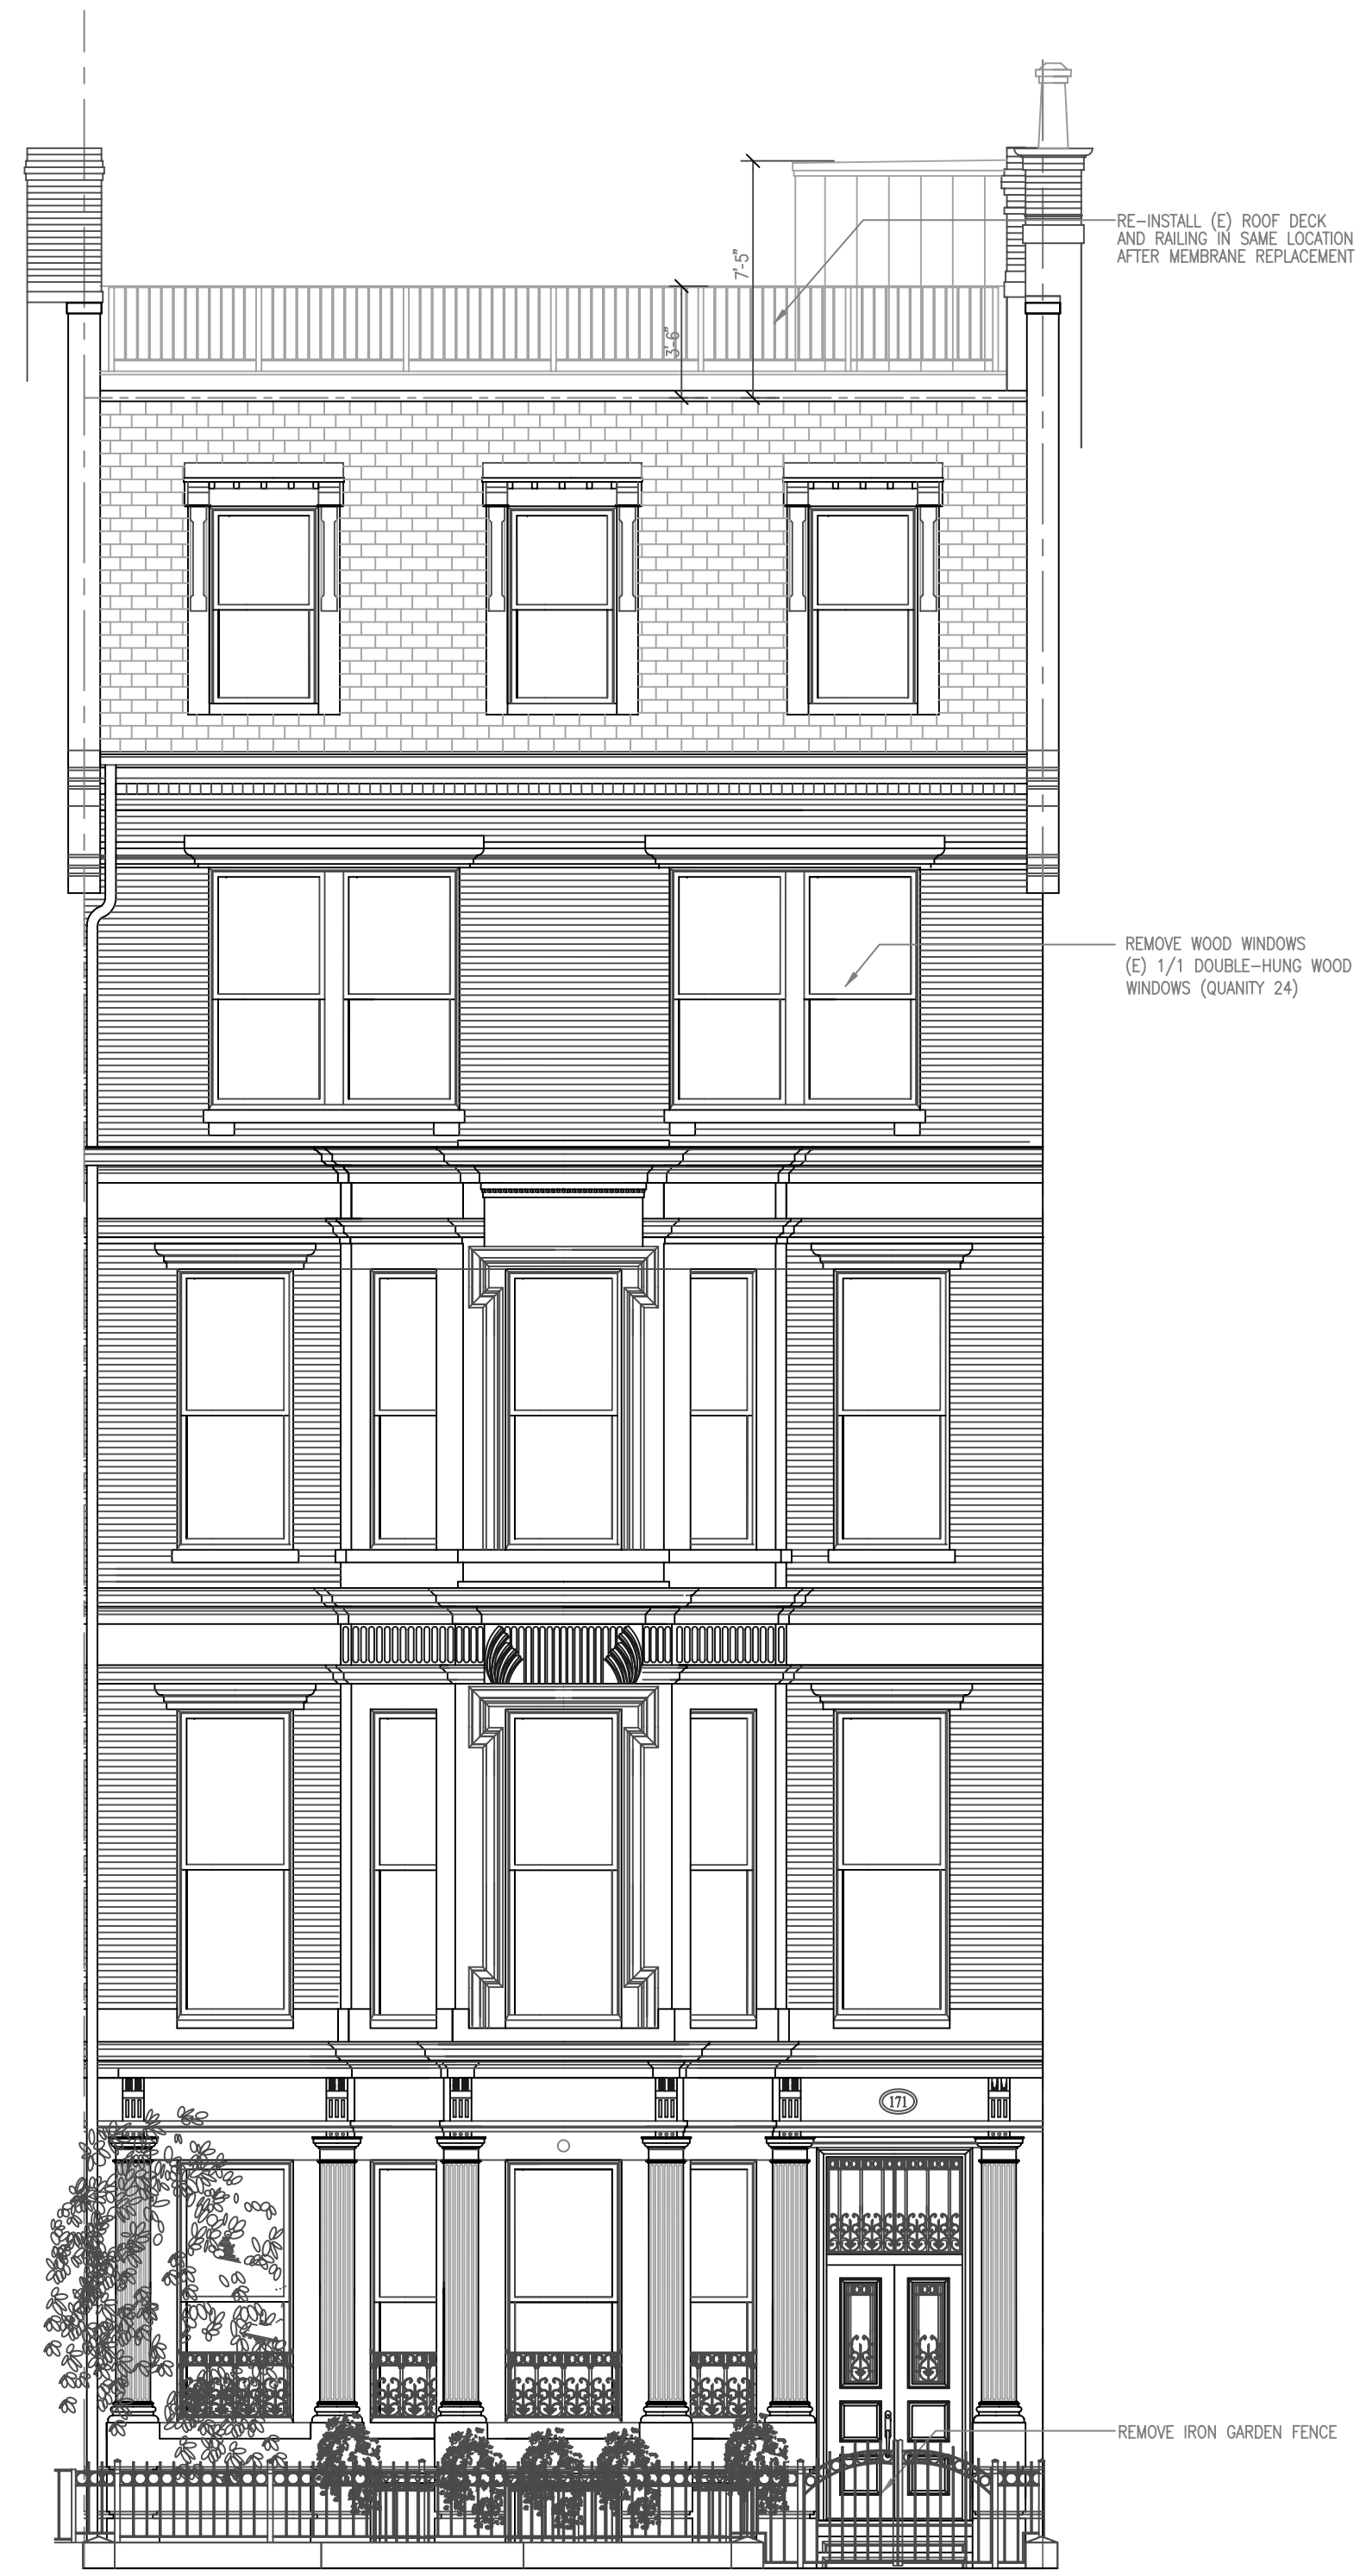 RE-INSTALL (E) ROOF DECK
AND RAILING IN SAME LOCATION
AFTER MEMBRANE REPLACEMENT
7'-5"
3'-6"
REMOVE WOOD WINDOWS
(E) 1/1 DOUBLE-HUNG WOOD
WINDOWS (QUANITY 24)
171
REMOVE IRON GARDEN FENCE